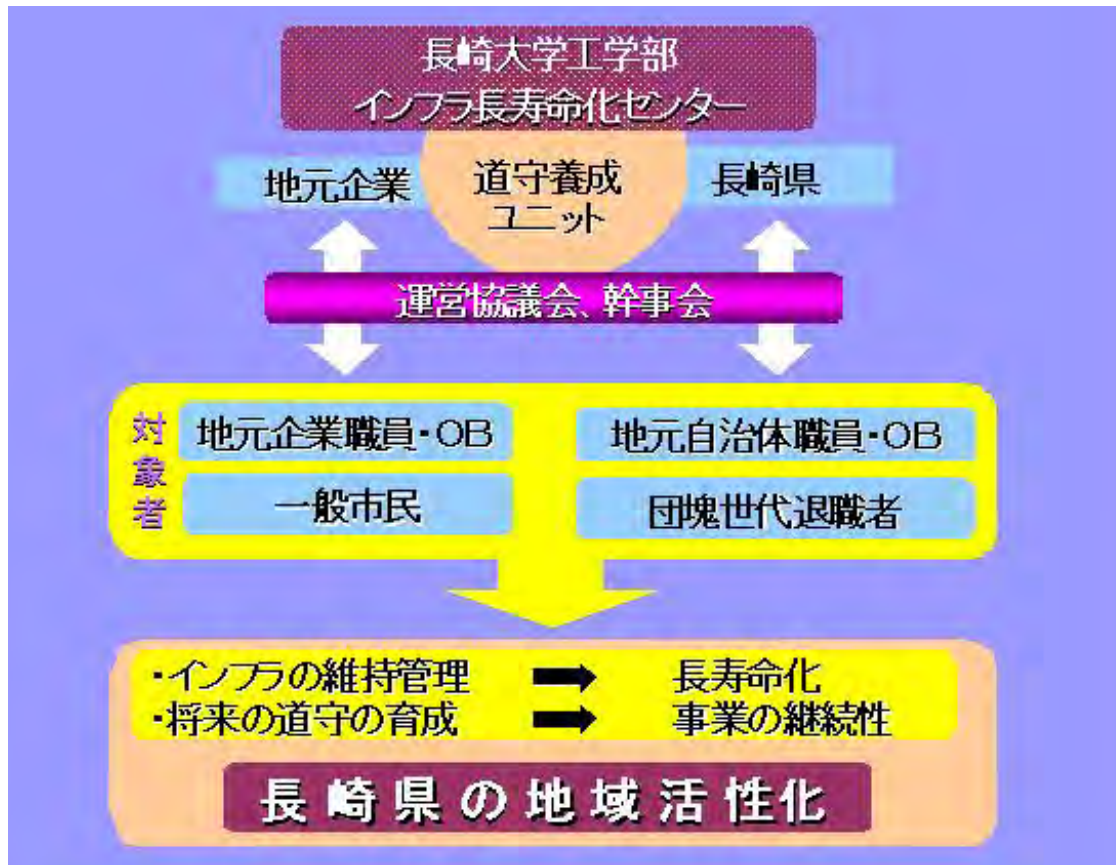 長崎大学工学部
インフラ長寿命化センター
地元企業
道守養成
ユニット
長崎県
運営協議会、幹事会
対象者
地元企業職員・OB
地元自治体職員・OB
一般市民
団塊世代退職者
・インフラの維持管理 ➡ 長寿命化
・将来の道守の育成 ➡ 事業の継続性
長崎県の地域活性化